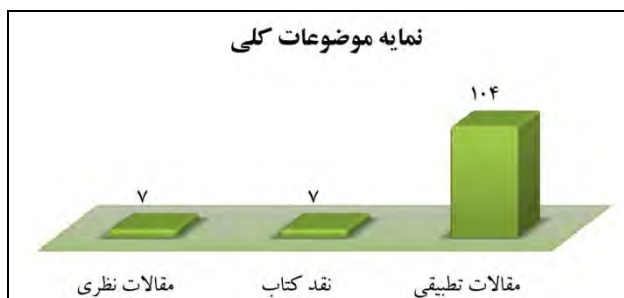 نمایه موضوعات کلی
۱۰۴
۷
۷
مقالات تطبیقی
نقد کتاب
مقالات نظری